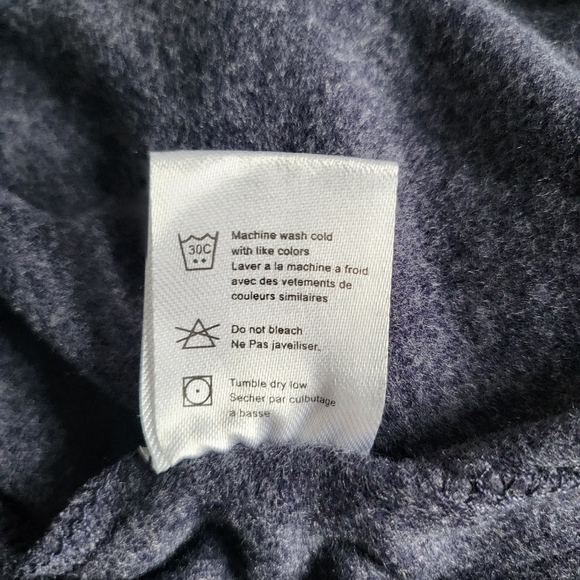 30C
Machine wash cold
with like colors
Laver a la machine a froid
avec des vetements de
couleurs similaires
Do not bleach
Ne Pas javeiliser.
Tumble dry low
Secher par culbutage
a basse